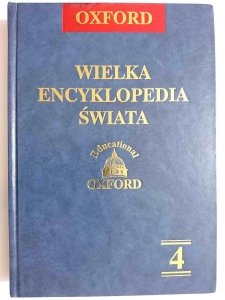 OXFORD
WIELKA
ENCYKLOPEDIA
ŚWIATA
Educational
OXFORD
4